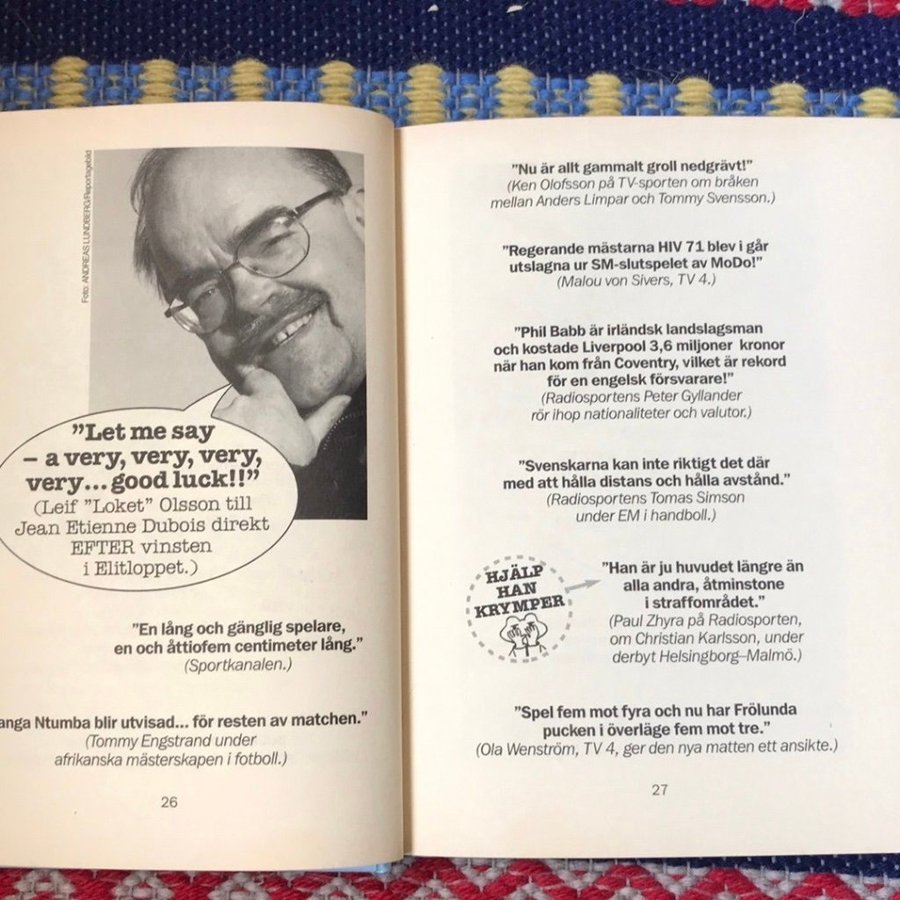 Foto: ANDREAS LUNDBERG/Reportagebild
"Let me say
– a very, very, very,
very... good luck!!"
(Leif "Loket" Olsson till
Jean Etienne Dubois direkt
EFTER vinsten
i Elitloppet.)
"En lång och gänglig spelare,
en och åttiofem centimeter lång."
(Sportkanalen.)
anga Ntumba blir utvisad... för resten av matchen."
(Tommy Engstrand under
afrikanska mästerskapen i fotboll.)
26
"Nu är allt gammalt groll nedgrävt!"
(Ken Olofsson på TV-sporten om bråken
mellan Anders Limpar och Tommy Svensson.)
"Regerande mästarna HIV 71 blev i går
utslagna ur SM-slutspelet av MoDo!"
(Malou von Sivers, TV 4.)
"Phil Babb är irländsk landslagsman
och kostade Liverpool 3,6 miljoner kronor
när han kom från Coventry, vilket är rekord
för en engelsk försvarare!"
(Radiosportens Peter Gyllander
rör ihop nationaliteter och valutor.)
"Svenskarna kan inte riktigt det där
med att hålla distans och hålla avstånd."
(Radiosportens Tomas Simson
under EM i handboll.)
HJÄLP
HAN
KRYMPER
"Han är ju huvudet längre än
alla andra, åtminstone
i straffområdet."
(Paul Zhyra på Radiosporten,
om Christian Karlsson, under
derbyt Helsingborg–Malmö.)
"Spel fem mot fyra och nu har Frölunda
pucken i överläge fem mot tre."
(Ola Wenström, TV 4, ger den nya matten ett ansikte.)
27